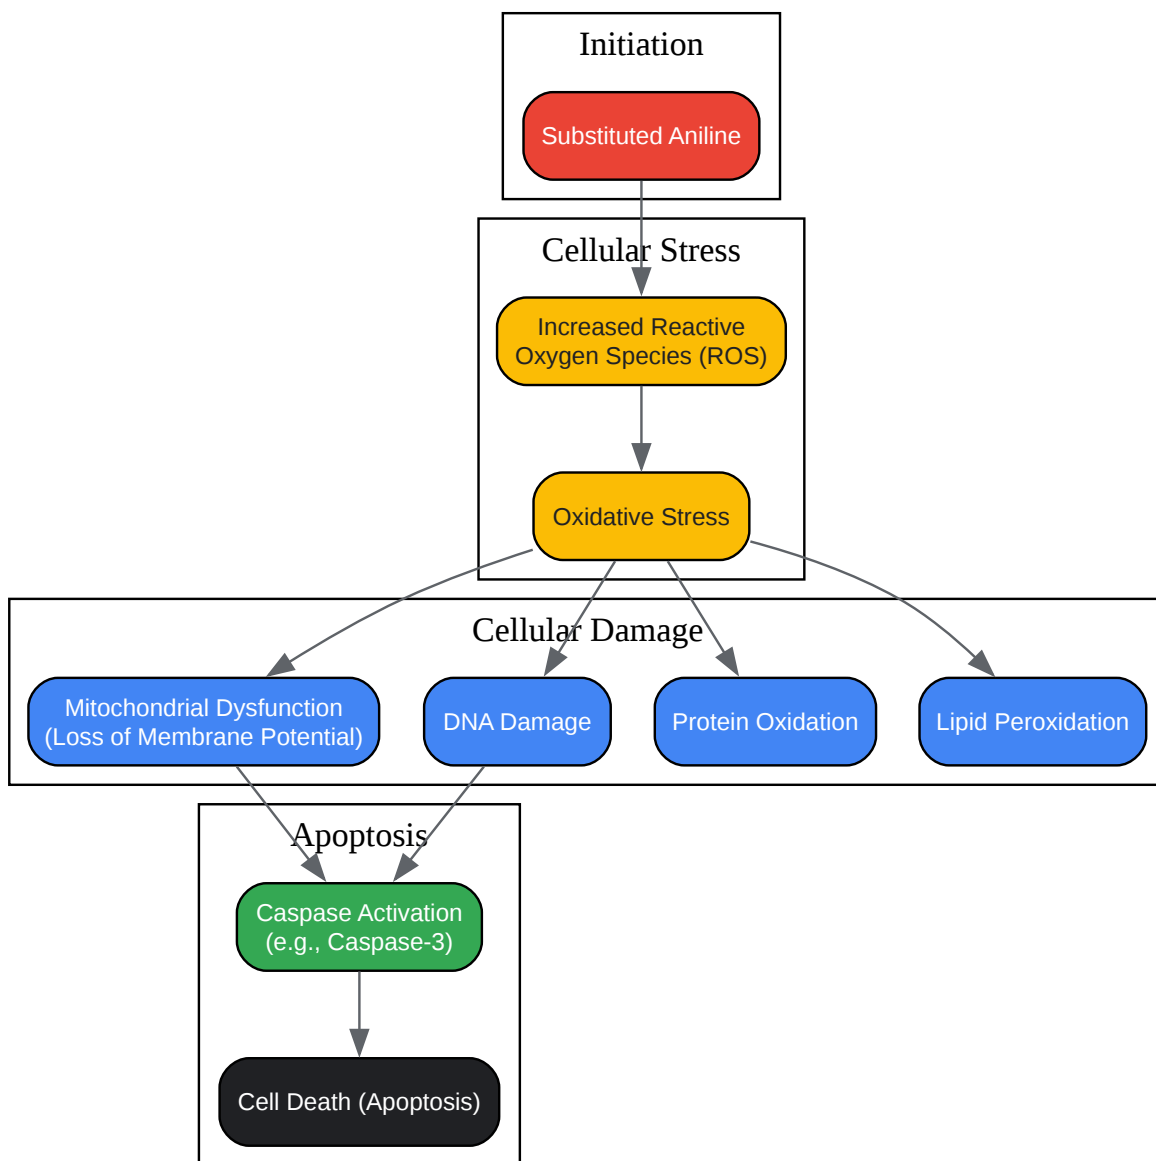 Initiation
Substituted Aniline
Cellular Stress
Increased Reactive
Oxygen Species (ROS)
Oxidative Stress
Cellular Damage
Mitochondrial Dysfunction
(Loss of Membrane Potential)
DNA Damage
Protein Oxidation
Lipid Peroxidation
Apoptosis
Caspase Activation
(e.g., Caspase-3)
Cell Death (Apoptosis)